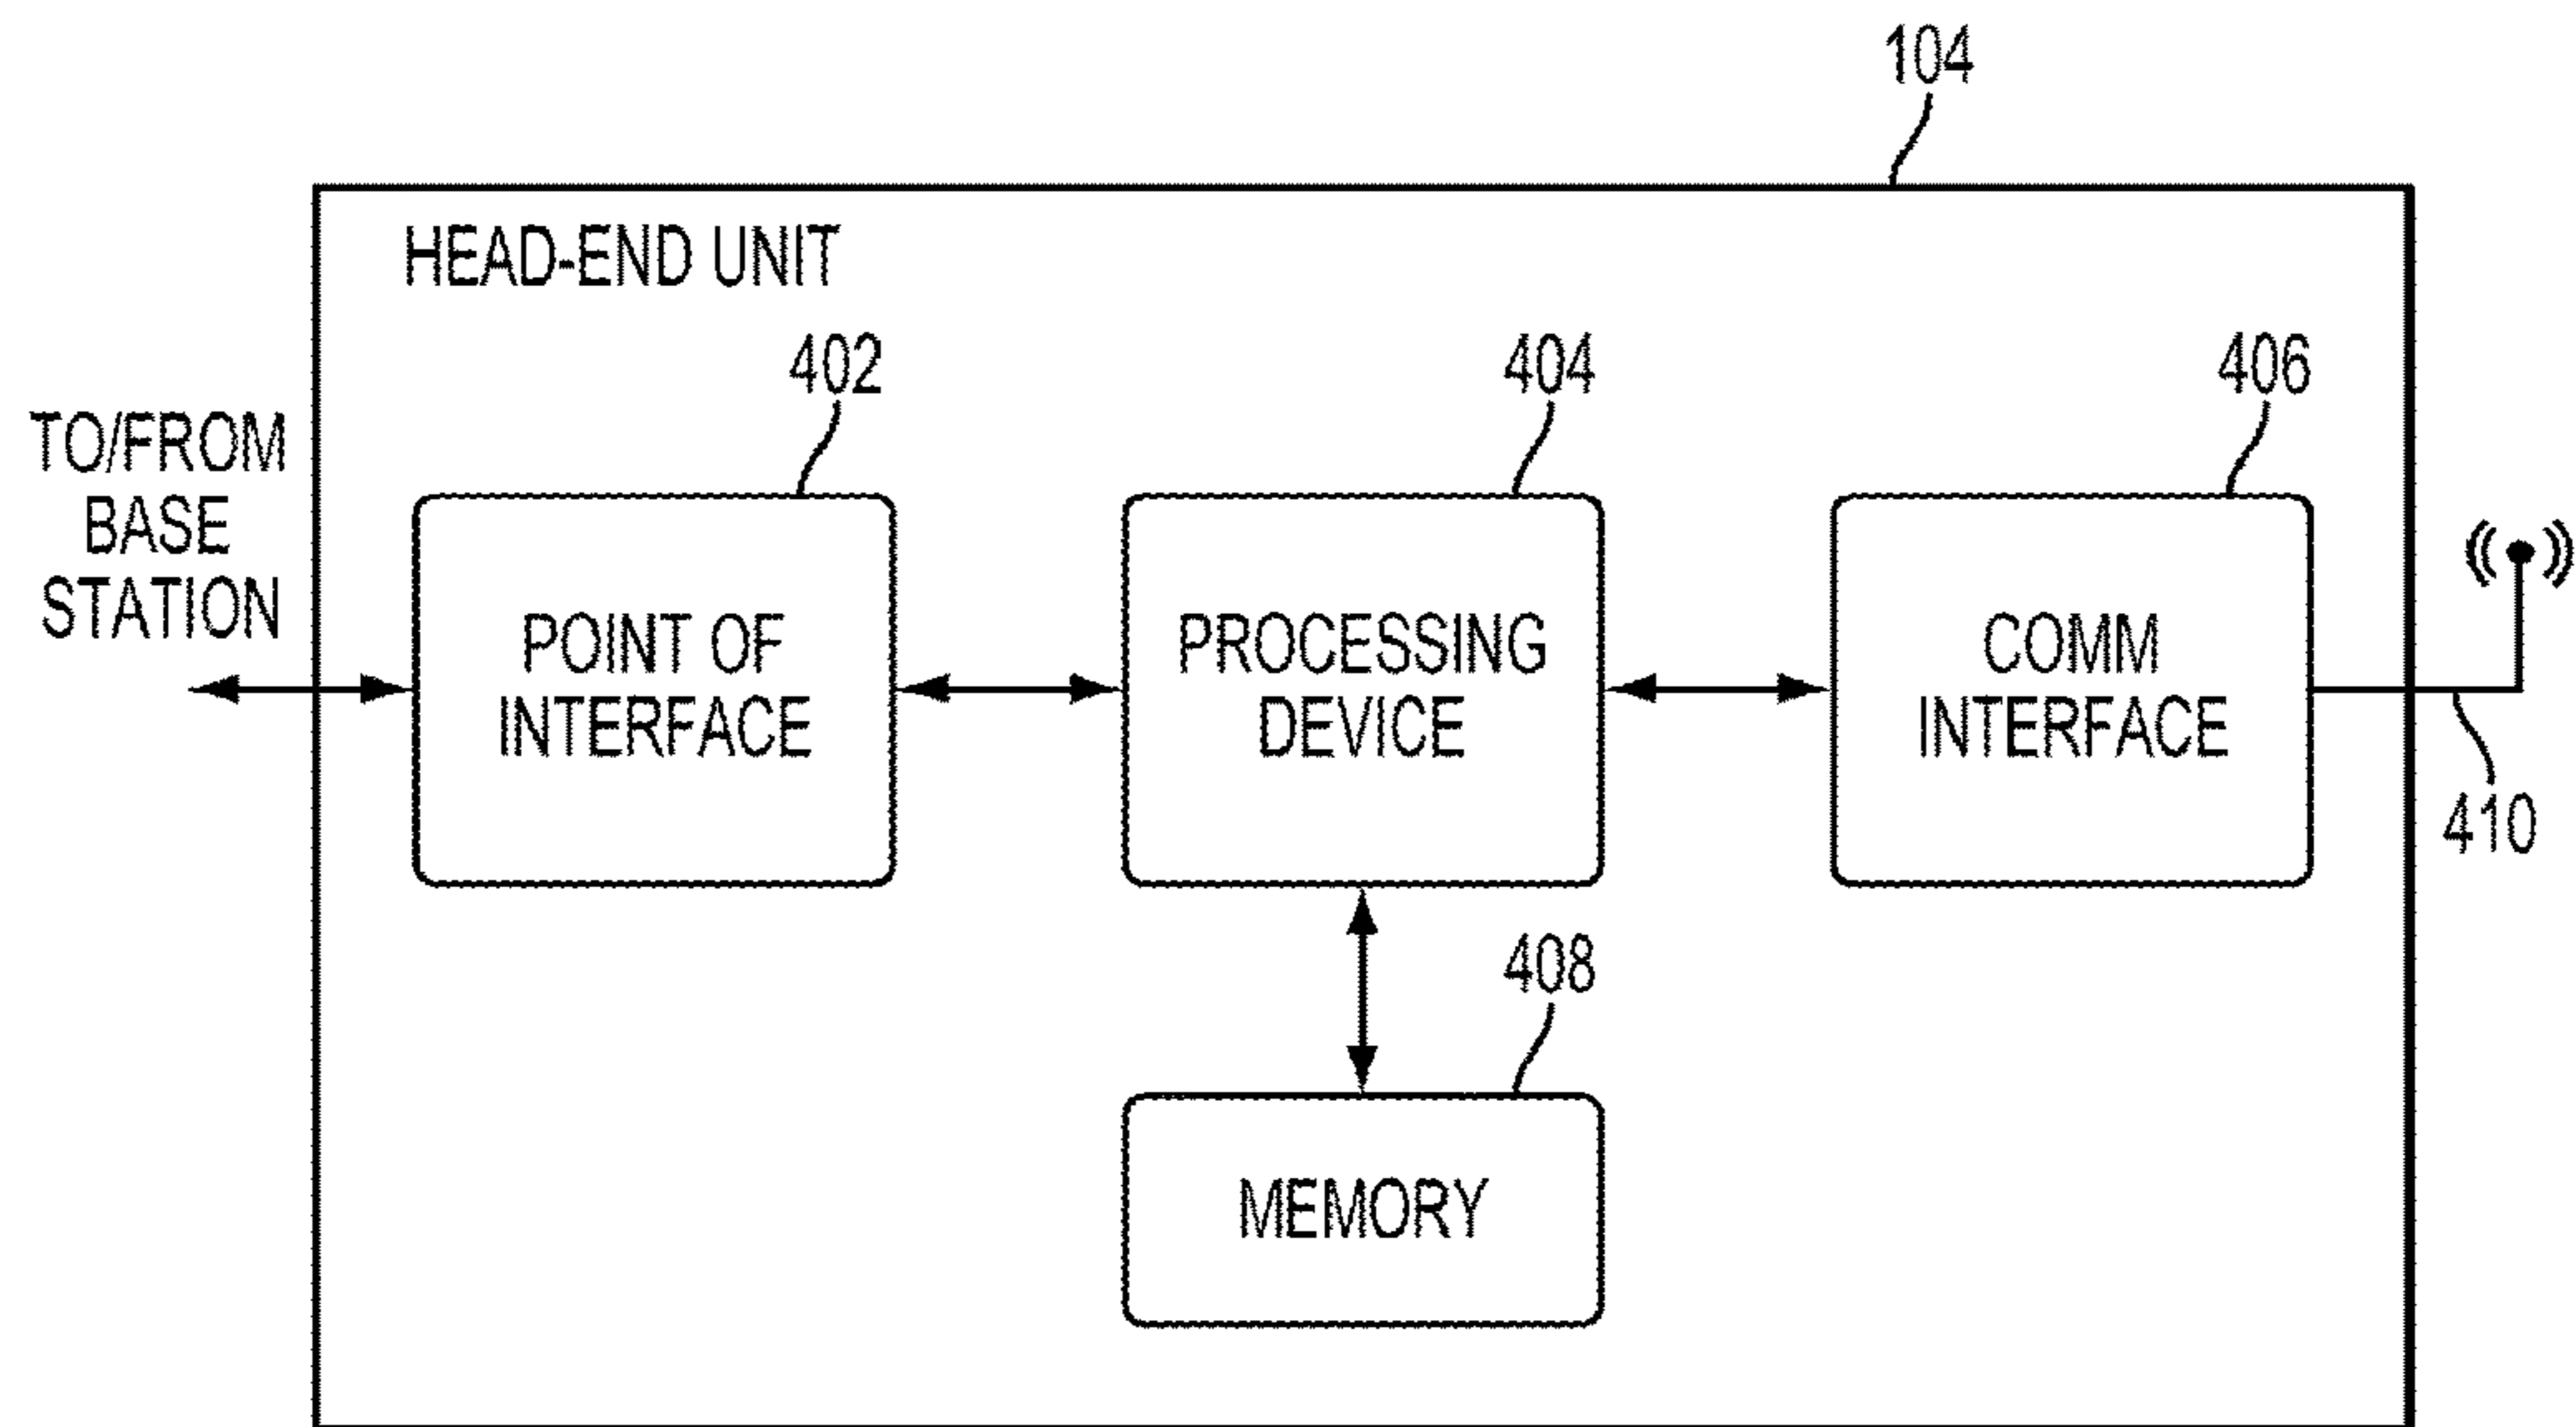 104
HEAD-END UNIT
402
404
406
TO/FROM
BASE
STATION
POINT OF
INTERFACE
PROCESSING
DEVICE
COMM
INTERFACE
410
408
MEMORY